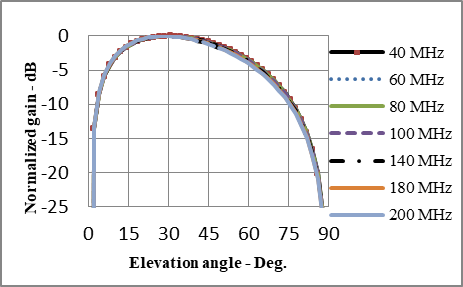 Normalized gain - dB
0
-5
-10
-15
-20
-25
0 15 30 45 60 75 90
Elevation angle - Deg.
40 MHz
60 MHz
80 MHz
100 MHz
140 MHz
180 MHz
200 MHz